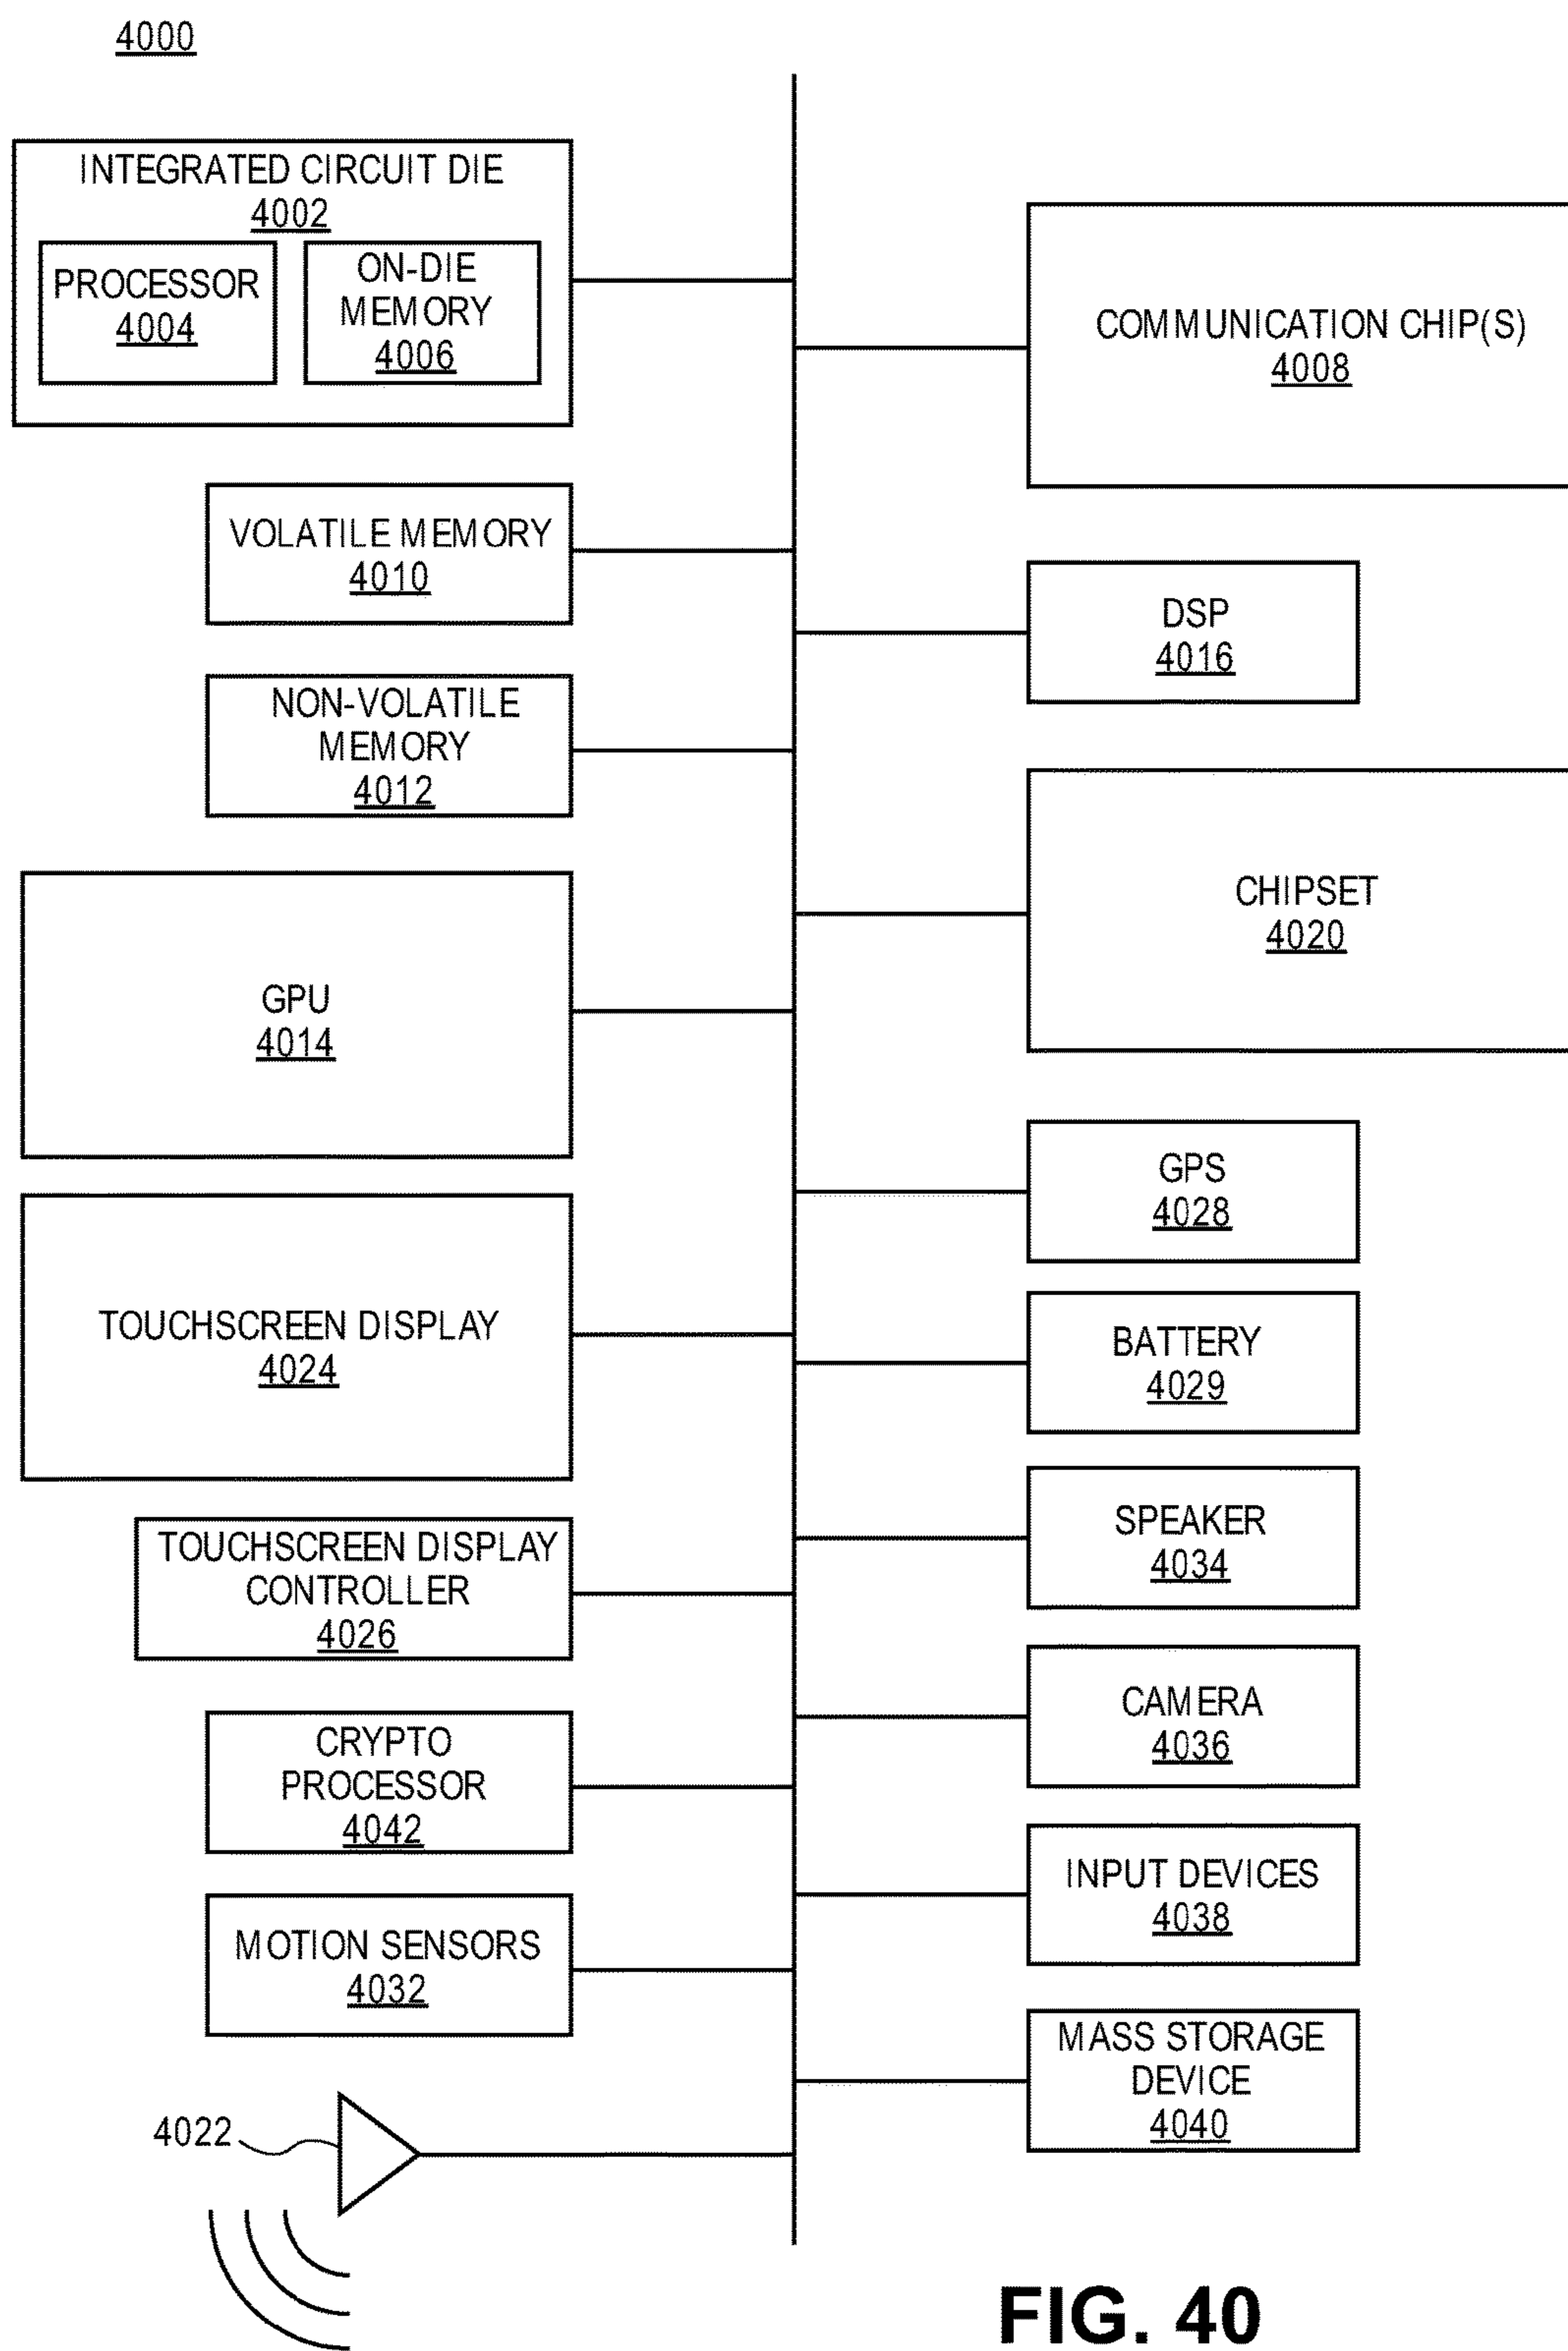 4000
INTEGRATED CIRCUIT DIE
4002
PROCESSOR
4004
ON-DIE
MEMORY
4006
VOLATILE MEMORY
4010
NON-VOLATILE
MEMORY
4012
GPU
4014
TOUCHSCREEN DISPLAY
4024
TOUCHSCREEN DISPLAY
CONTROLLER
4026
CRYPTO
PROCESSOR
4042
MOTION SENSORS
4032
4022
COMMUNICATION CHIP(S)
4008
DSP
4016
CHIPSET
4020
GPS
4028
BATTERY
4029
SPEAKER
4034
CAMERA
4036
INPUT DEVICES
4038
MASS STORAGE
DEVICE
4040
FIG. 40